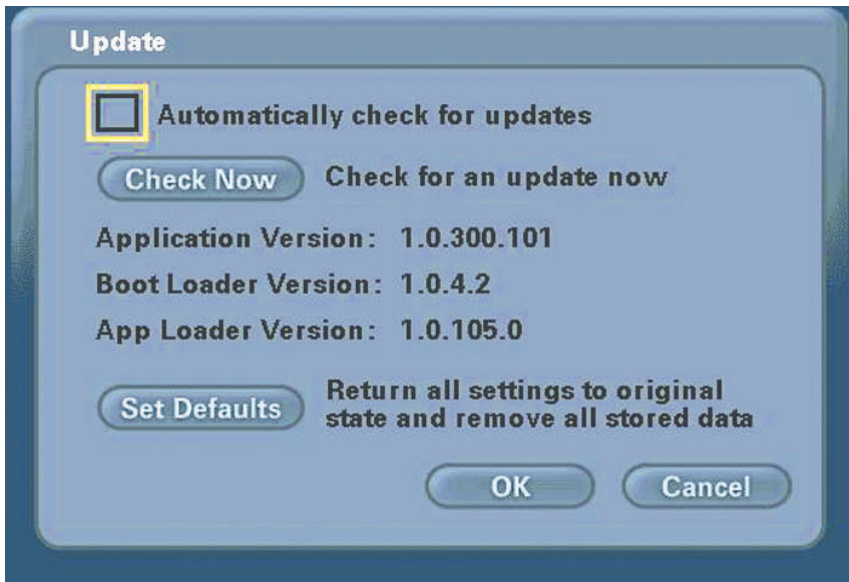 Update
Automatically check for updates
Check Now Check for an update now
Application Version: 1.0.300.101
Boot Loader Version: 1.0.4.2
App Loader Version: 1.0.105.0
Set Defaults Return all settings to original
state and remove all stored data
OK Cancel